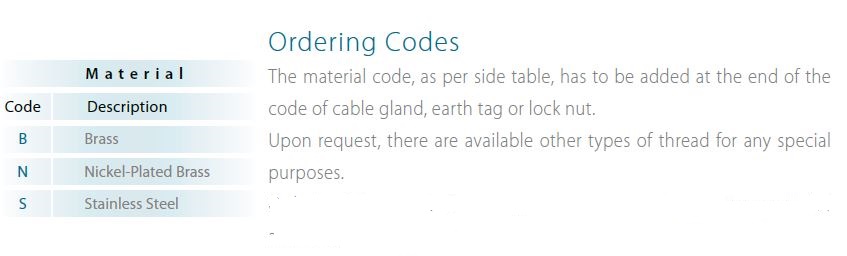 Ordering Codes
Material
The material code, as per side table, has to be added at the end of the
Code Description
code of cable gland, earth tag or lock nut.
B Brass
Upon request, there are available other types of thread for any special
N Nickel-Plated Brass
purposes.
S Stainless Steel